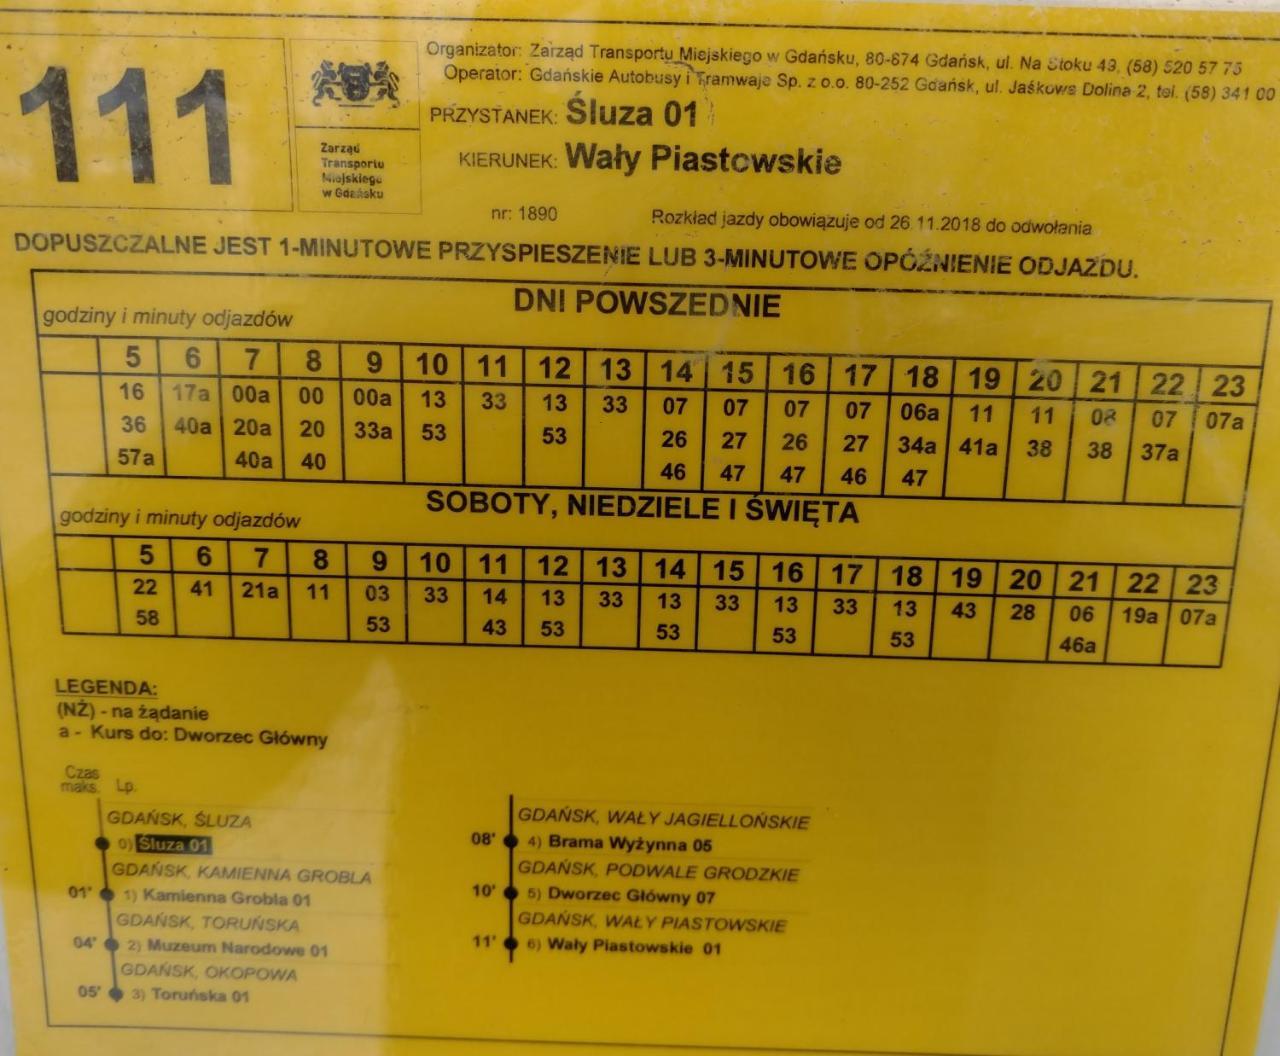 111
Zarząd
Transportu
Miejskiego
w Gdańsku
Organizator: Zarząd Transportu Miejskiego w Gdańsku, 80-674 Gdańsk, ul. Na Stoku 49, (58) 520 57 75
Operator: Gdańskie Autobusy i Tramwaje Sp. z o.o. 80-252 Gdańsk, ul. Jaśkowa Dolina 2, tel. (58) 341 00
PRZYSTANEK: Śluza 01
KIERUNEK: Wały Piastowskie
nr: 1890 Rozkład jazdy obowiązuje od 26.11.2018 do odwołania
DOPUSZCZALNE JEST 1-MINUTOWE PRZYSPIESZENIE LUB 3-MINUTOWE OPÓŹNIENIE ODJAZDU.
DNI POWSZEDNIE
godziny i minuty odjazdów
5 6 7 8 9 10 11 12 13 14 15 16 17 18 19 20 21 22 23
16 17a 00a 00 00a 13 33 13 33 07 07 07 07 06a 11 11 08 07 07a
36 40a 20a 20 33a 53 53 26 27 26 27 34a 41a 38 38 37a
57a 40a 40 46 47 47 46 47
SOBOTY, NIEDZIELE I ŚWIĘTA
godziny i minuty odjazdów
5 6 7 8 9 10 11 12 13 14 15 16 17 18 19 20 21 22 23
22 41 21a 11 03 33 14 13 33 13 33 13 33 13 43 28 06 19a 07a
58 53 43 53 53 53 53 46a
LEGENDA:
(NŻ) - na żądanie
a - Kurs do: Dworzec Główny
Czas
maks. Lp.
GDAŃSK, ŚLUZA
0) Śluza 01
GDAŃSK, KAMIENNA GROBLA
01' 1) Kamienna Grobla 01
GDAŃSK, TORUŃSKA
04' 2) Muzeum Narodowe 01
GDAŃSK, OKOPOWA
05' 3) Toruńska 01
GDAŃSK, WAŁY JAGIELLOŃSKIE
08' 4) Brama Wyżynna 05
GDAŃSK, PODWALE GRODZKIE
10' 5) Dworzec Główny 07
GDAŃSK, WAŁY PIASTOWSKIE
11' 6) Wały Piastowskie 01